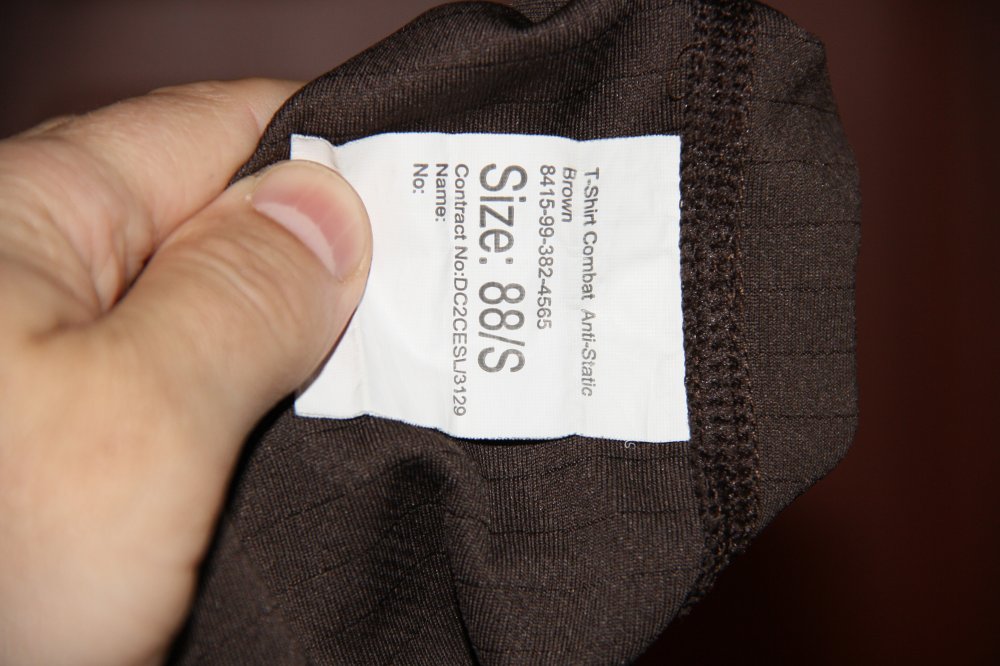 T-Shirt Combat Anti-Static
Brown
8415-99-382-4565
Size: 88/S
Contract No:DC2CESL/3129
Name:
No: